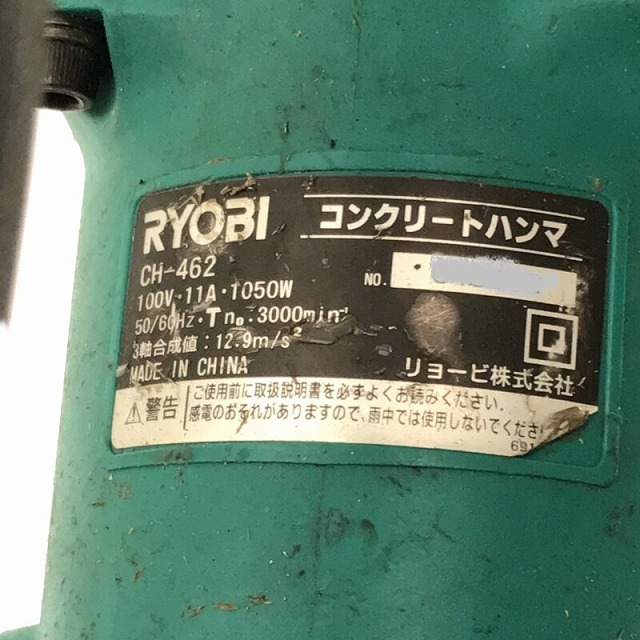 RYOBI
コンクリートハンマ
CH-462
NO.
100V・11A・1050W
50/60Hz・T n₀.3000min⁻¹
3軸合成値:12.9m/s²
MADE IN CHINA
リョービ株式会社
⚠警告
ご使用前に取扱説明書を必ずよくお読みください.
感電のおそれがありますので、雨中では使用しないでくださ